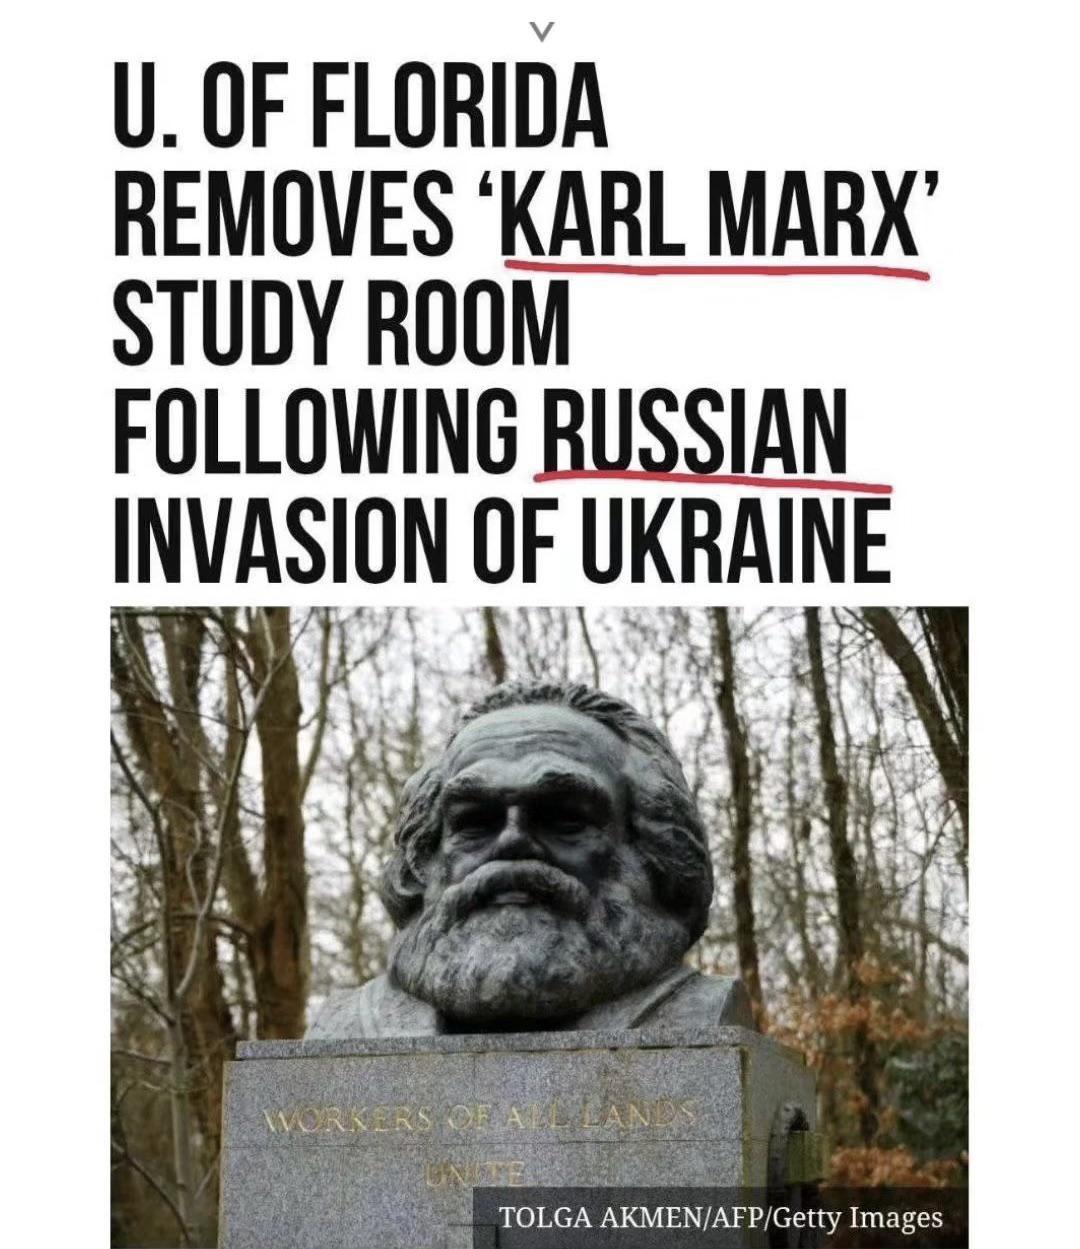 U. OF FLORIDA
REMOVES ‘KARL MARX’
STUDY ROOM
FOLLOWING RUSSIAN
INVASION OF UKRAINE
WORKERS OF ALL LANDS
UNITE
TOLGA AKMEN/AFP/Getty Images